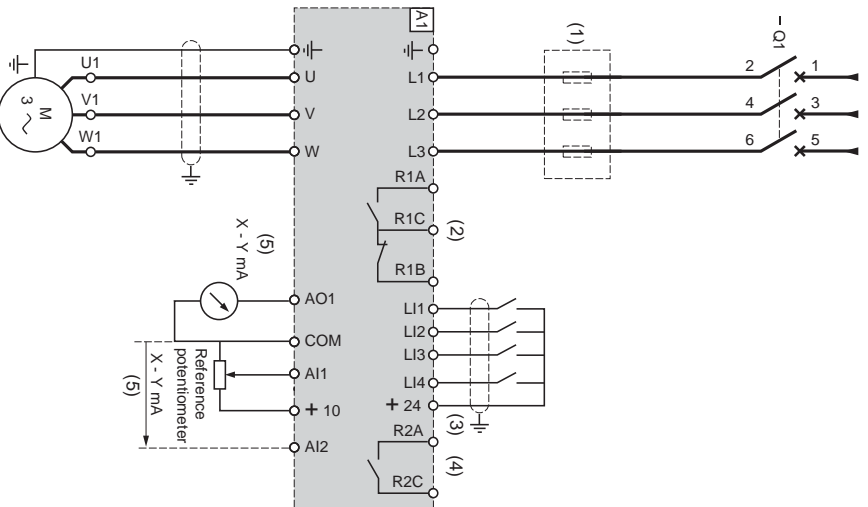 A1
- Q1
(1)
2
1
4
3
6
5
U1
V1
W1
M
3
U
V
W
L1
L2
L3
R1A
R1C
R1B
(2)
(5)
X - Y mA
AO1
COM
AI1
+ 10
AI2
LI1
LI2
LI3
LI4
+ 24
(3)
R2A
R2C
(4)
Reference
potentiometer
X - Y mA
(5)